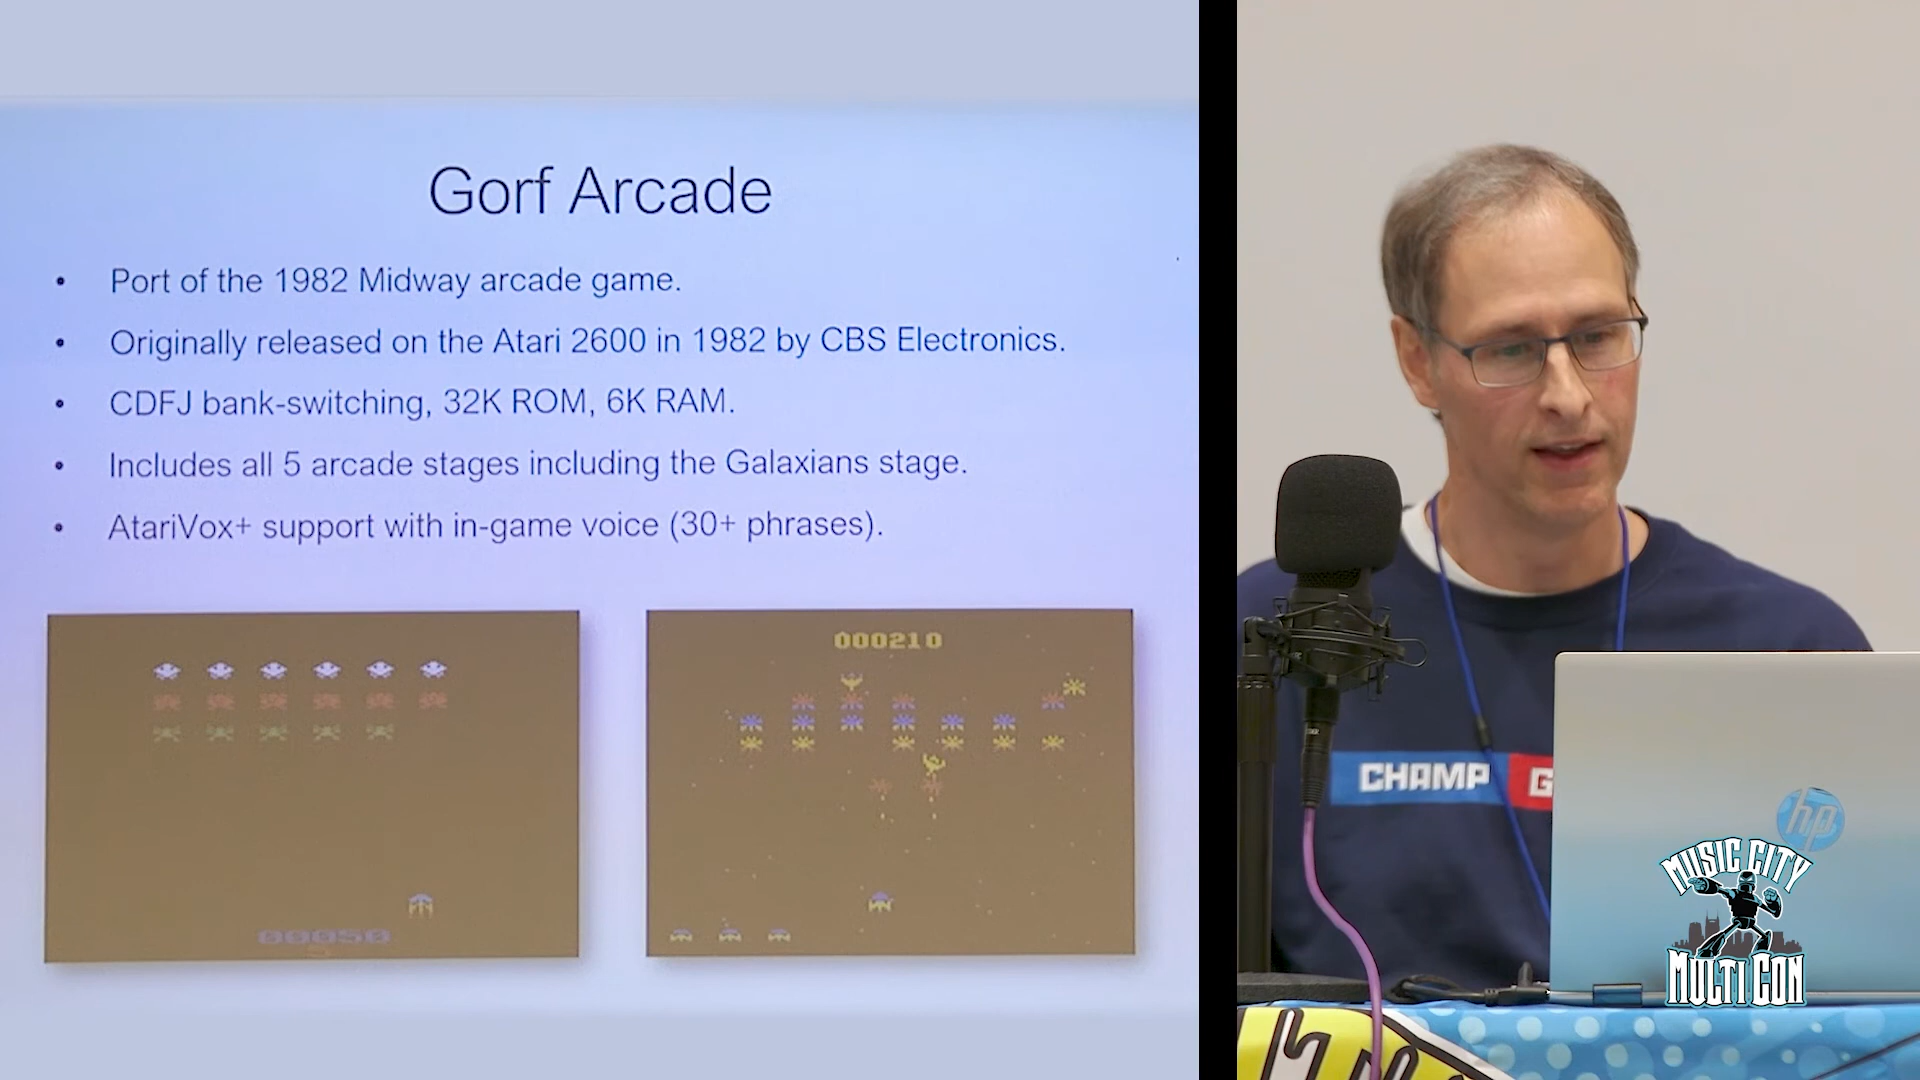 Gorf Arcade
• Port of the 1982 Midway arcade game.
• Originally released on the Atari 2600 in 1982 by CBS Electronics.
• CDFJ bank-switching, 32K ROM, 6K RAM.
• Includes all 5 arcade stages including the Galaxians stage.
• AtariVox+ support with in-game voice (30+ phrases).
000210
00050
CHAMP G
hp
MUSIC CITY
MULTI CON